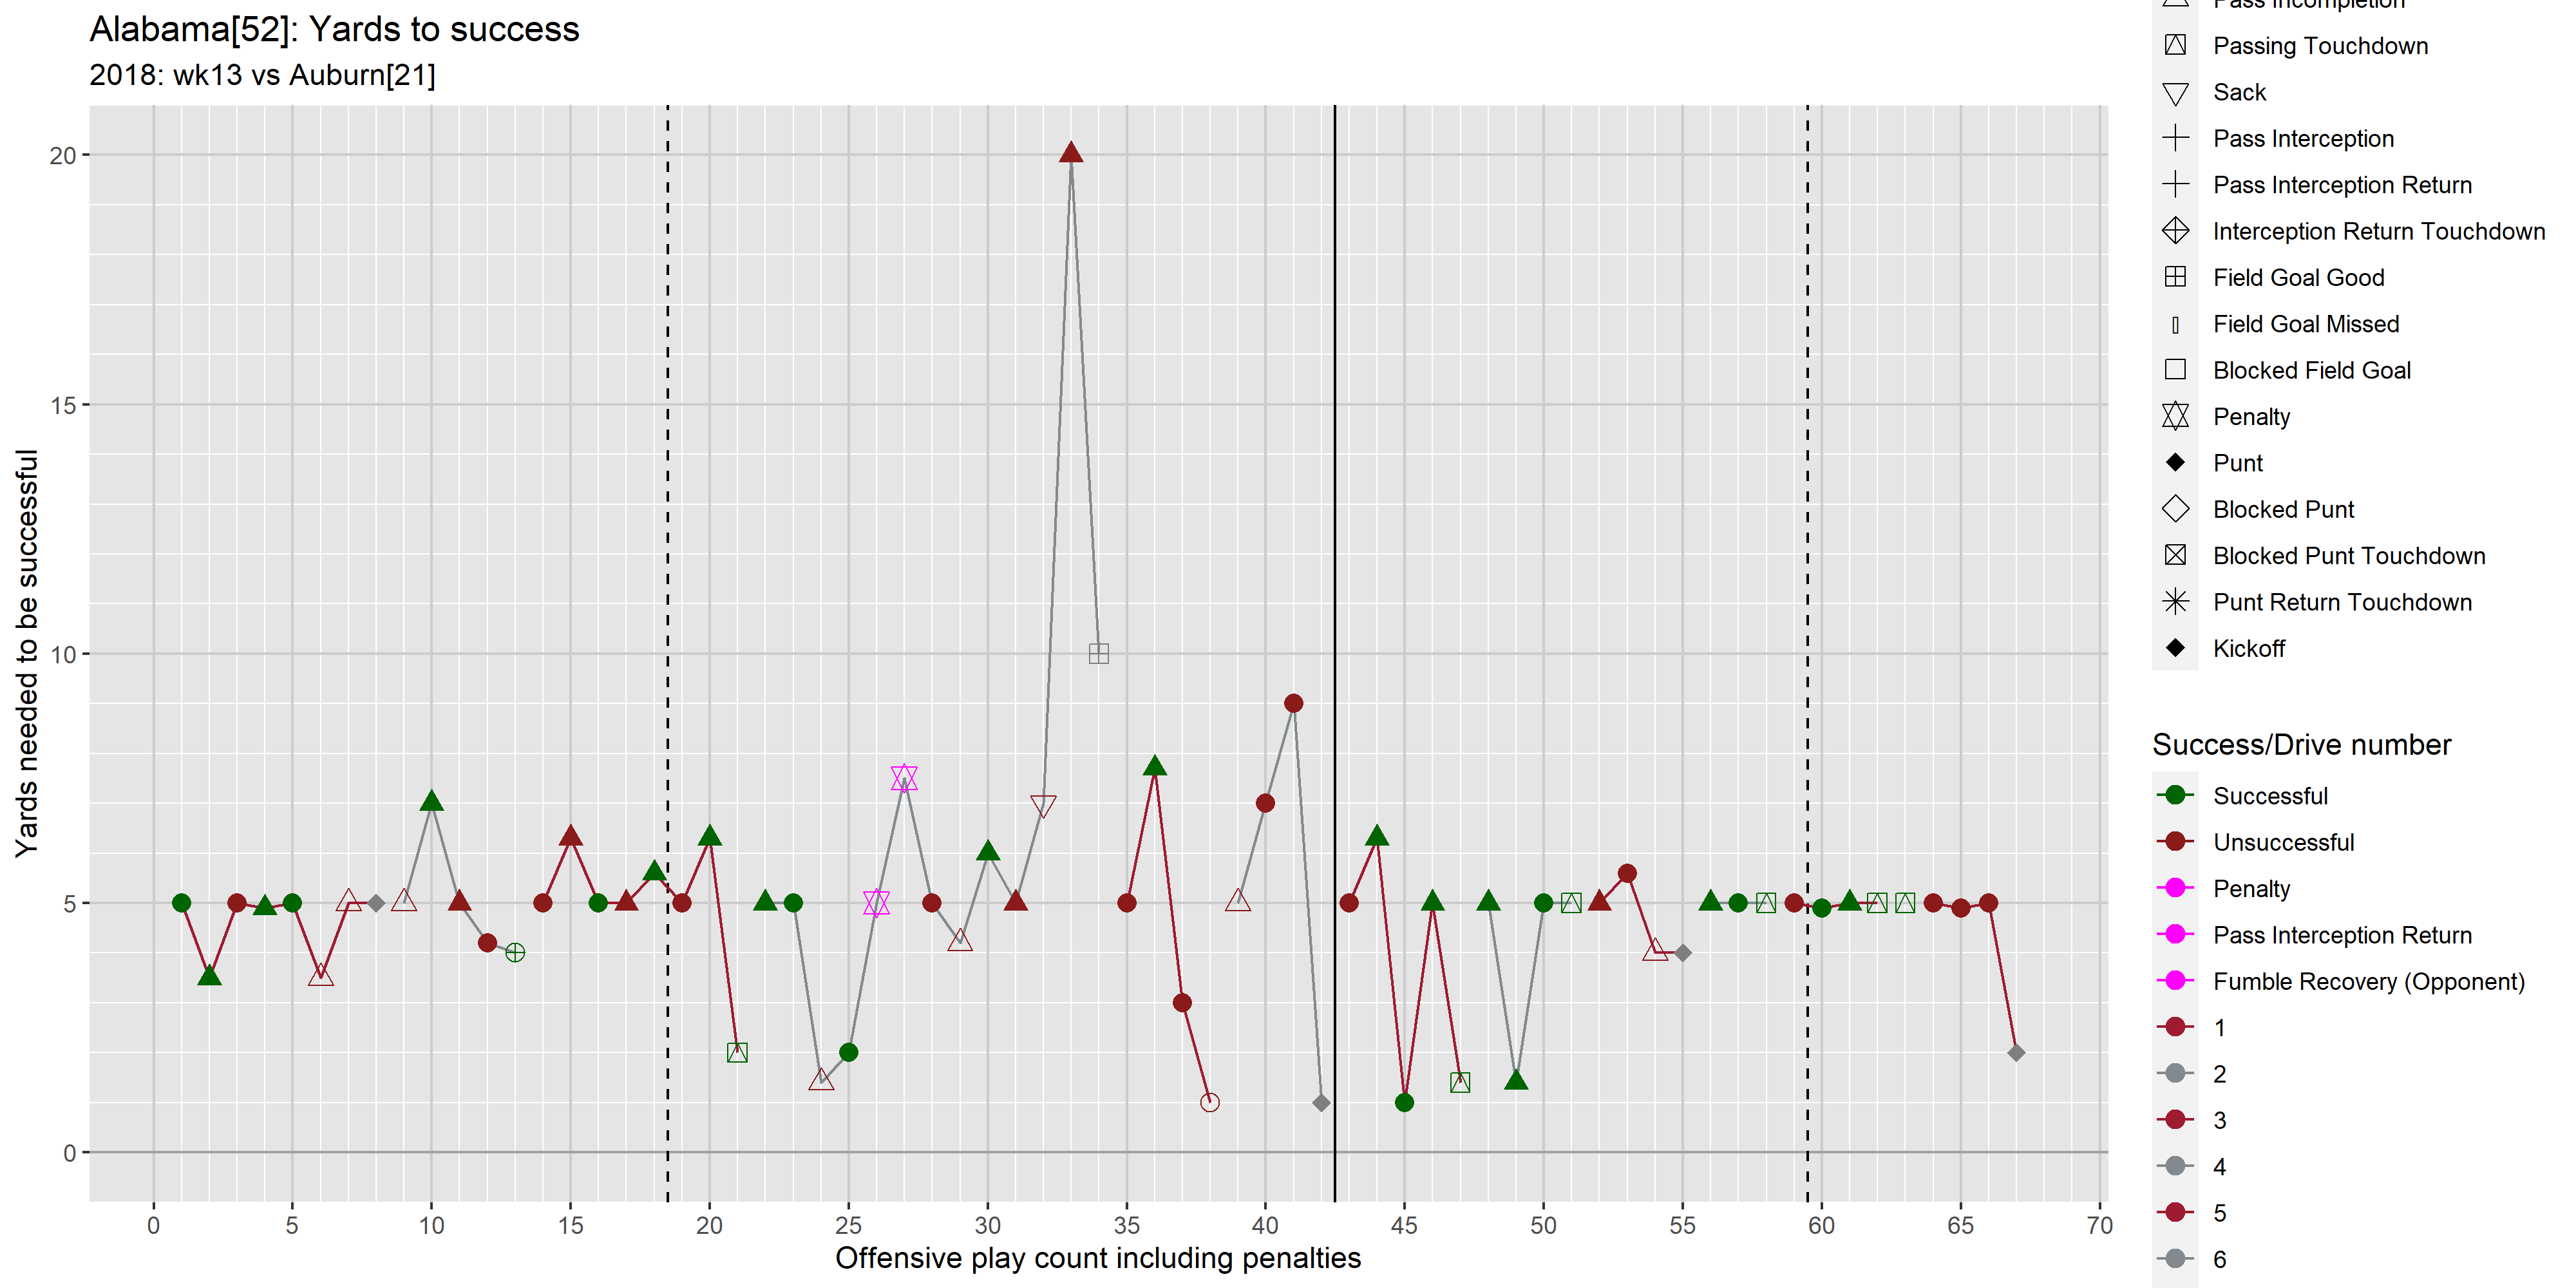 Alabama[52]: Yards to success
2018: wk13 vs Auburn[21]
Yards needed to be successful
20
15
10
5
0
0 5 10 15 20 25 30 35 40 45 50 55 60 65 70
Offensive play count including penalties
Pass Incompletion
Passing Touchdown
Sack
Pass Interception
Pass Interception Return
Interception Return Touchdown
Field Goal Good
Field Goal Missed
Blocked Field Goal
Penalty
Punt
Blocked Punt
Blocked Punt Touchdown
Punt Return Touchdown
Kickoff
Success/Drive number
Successful
Unsuccessful
Penalty
Pass Interception Return
Fumble Recovery (Opponent)
1
2
3
4
5
6